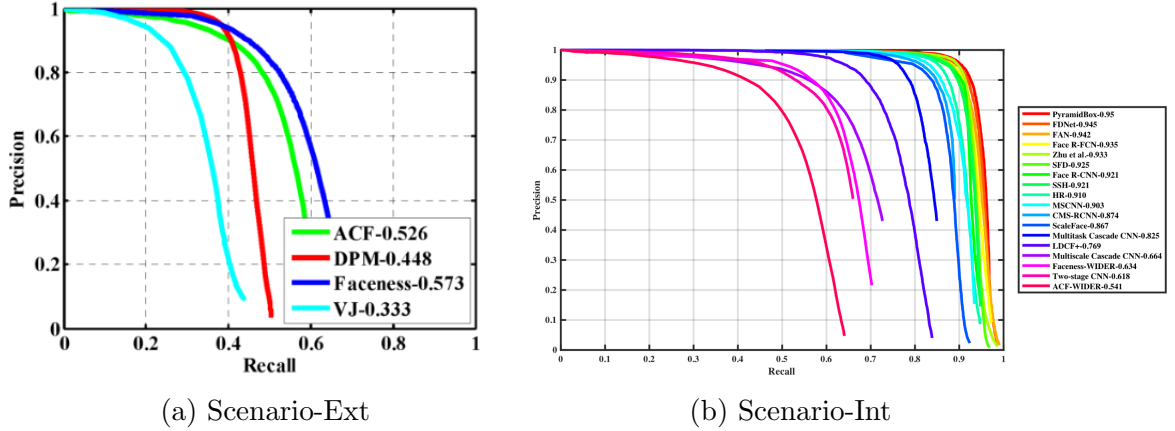 1
0.8
0.6
0.4
0.2
0
0
0.2
0.4
0.6
0.8
1
Precision
Recall
ACF-0.526
DPM-0.448
Faceness-0.573
VJ-0.333
(a) Scenario-Ext
1
0.9
0.8
0.7
0.6
0.5
0.4
0.3
0.2
0.1
0
0
0.1
0.2
0.3
0.4
0.5
0.6
0.7
0.8
0.9
1
Precision
Recall
PyramidBox-0.95
FDNet-0.945
FAN-0.942
Face R-FCN-0.935
Zhu et al.-0.933
SFD-0.925
Face R-CNN-0.921
SSH-0.921
HR-0.910
MSCNN-0.903
CMS-RCNN-0.874
ScaleFace-0.867
Multitask Cascade CNN-0.825
LDCF+-0.769
Multiscale Cascade CNN-0.664
Faceness-WIDER-0.634
Two-stage CNN-0.618
ACF-WIDER-0.541
(b) Scenario-Int